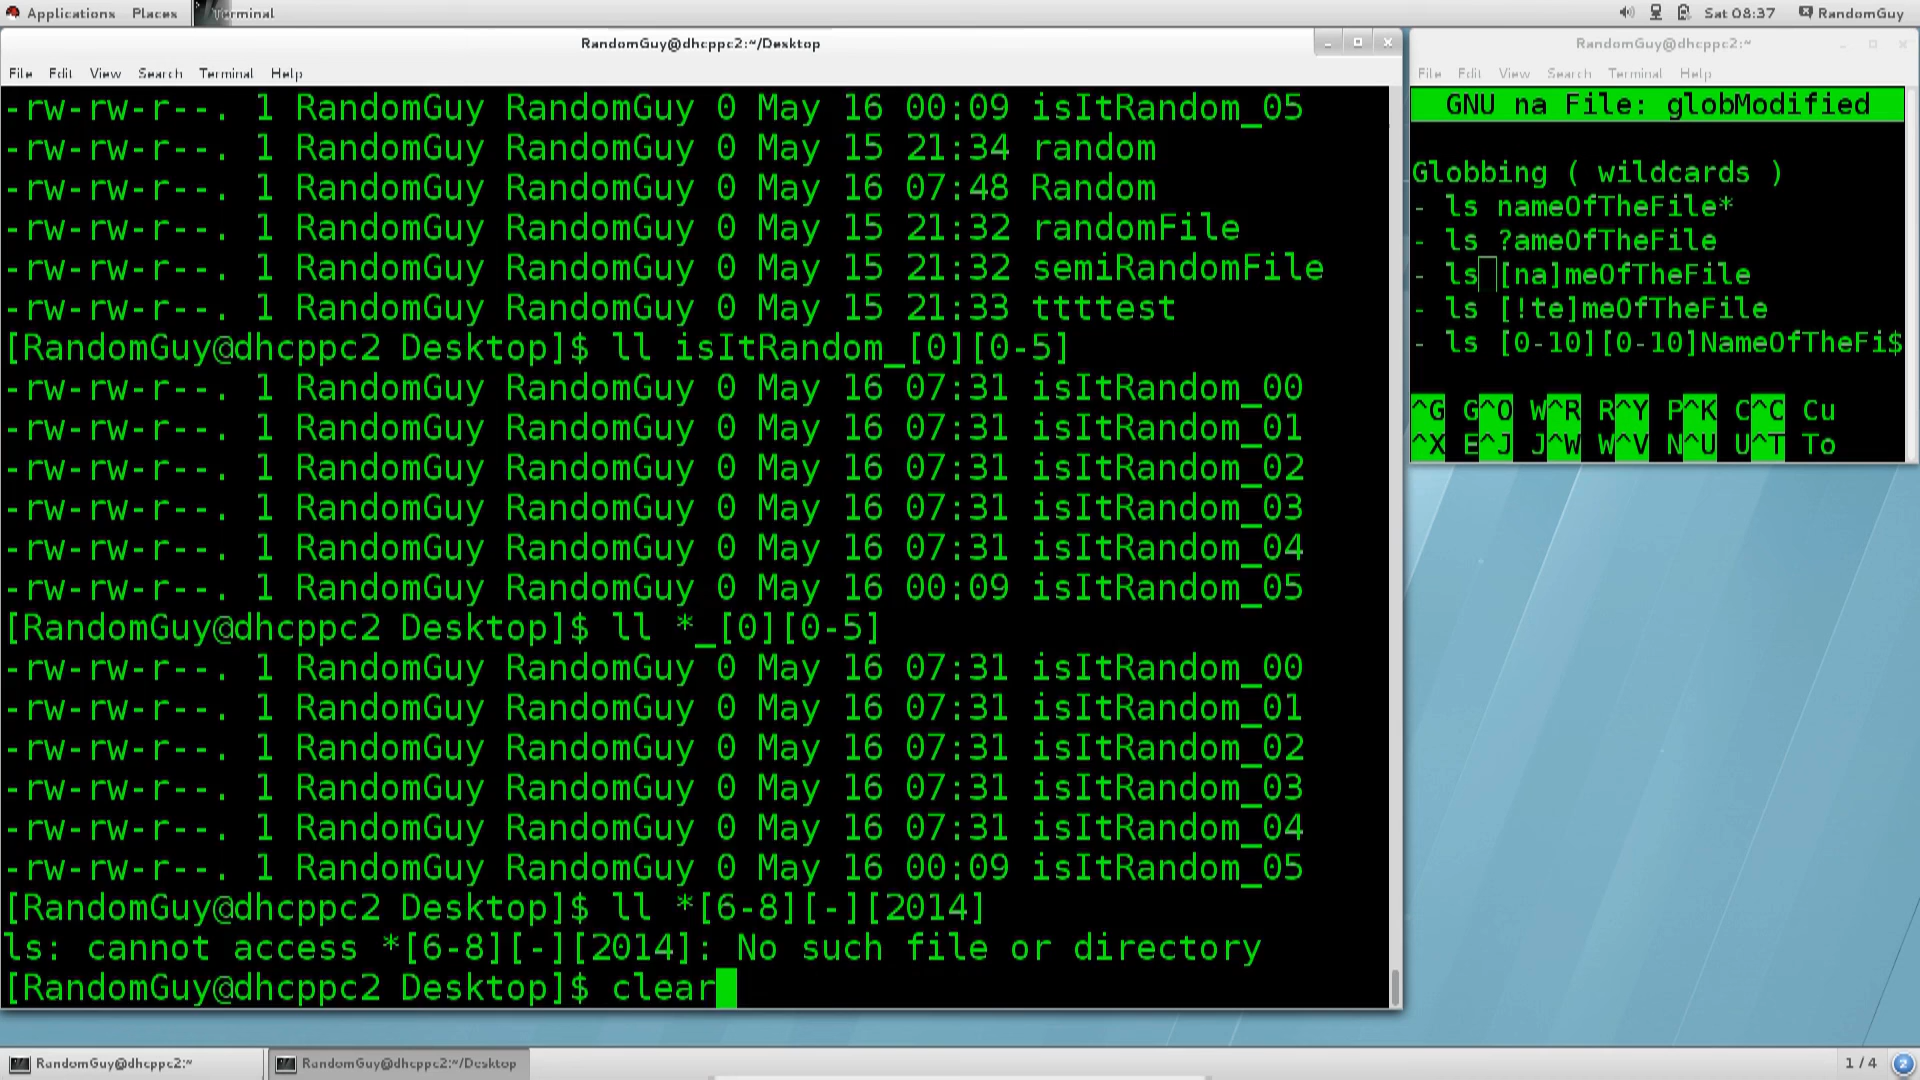 Applications Places Terminal Sat 08:37 RandomGuy
RandomGuy@dhcppc2:~/Desktop
File Edit View Search Terminal Help
-rw-rw-r--. 1 RandomGuy RandomGuy 0 May 16 00:09 isItRandom_05
-rw-rw-r--. 1 RandomGuy RandomGuy 0 May 15 21:34 random
-rw-rw-r--. 1 RandomGuy RandomGuy 0 May 16 07:48 Random
-rw-rw-r--. 1 RandomGuy RandomGuy 0 May 15 21:32 randomFile
-rw-rw-r--. 1 RandomGuy RandomGuy 0 May 15 21:32 semiRandomFile
-rw-rw-r--. 1 RandomGuy RandomGuy 0 May 15 21:33 ttttest
[RandomGuy@dhcppc2 Desktop]$ ll isItRandom_[0][0-5]
-rw-rw-r--. 1 RandomGuy RandomGuy 0 May 16 07:31 isItRandom_00
-rw-rw-r--. 1 RandomGuy RandomGuy 0 May 16 07:31 isItRandom_01
-rw-rw-r--. 1 RandomGuy RandomGuy 0 May 16 07:31 isItRandom_02
-rw-rw-r--. 1 RandomGuy RandomGuy 0 May 16 07:31 isItRandom_03
-rw-rw-r--. 1 RandomGuy RandomGuy 0 May 16 07:31 isItRandom_04
-rw-rw-r--. 1 RandomGuy RandomGuy 0 May 16 00:09 isItRandom_05
[RandomGuy@dhcppc2 Desktop]$ ll *_[0][0-5]
-rw-rw-r--. 1 RandomGuy RandomGuy 0 May 16 07:31 isItRandom_00
-rw-rw-r--. 1 RandomGuy RandomGuy 0 May 16 07:31 isItRandom_01
-rw-rw-r--. 1 RandomGuy RandomGuy 0 May 16 07:31 isItRandom_02
-rw-rw-r--. 1 RandomGuy RandomGuy 0 May 16 07:31 isItRandom_03
-rw-rw-r--. 1 RandomGuy RandomGuy 0 May 16 07:31 isItRandom_04
-rw-rw-r--. 1 RandomGuy RandomGuy 0 May 16 00:09 isItRandom_05
[RandomGuy@dhcppc2 Desktop]$ ll *[6-8][-][2014]
ls: cannot access *[6-8][-][2014]: No such file or directory
[RandomGuy@dhcppc2 Desktop]$ clear
RandomGuy@dhcppc2:~
File Edit View Search Terminal Help
GNU na File: globModified
Globbing ( wildcards )
- ls nameOfTheFile*
- ls ?ameOfTheFile
- ls [na]meOfTheFile
- ls [!te]meOfTheFile
- ls [0-10][0-10]NameOfTheFi$
^G G^O W^R R^Y P^K C^C Cu
^X E^J J^W W^V N^U U^T To
RandomGuy@dhcppc2:~ RandomGuy@dhcppc2:~/Desktop 1 / 4 2